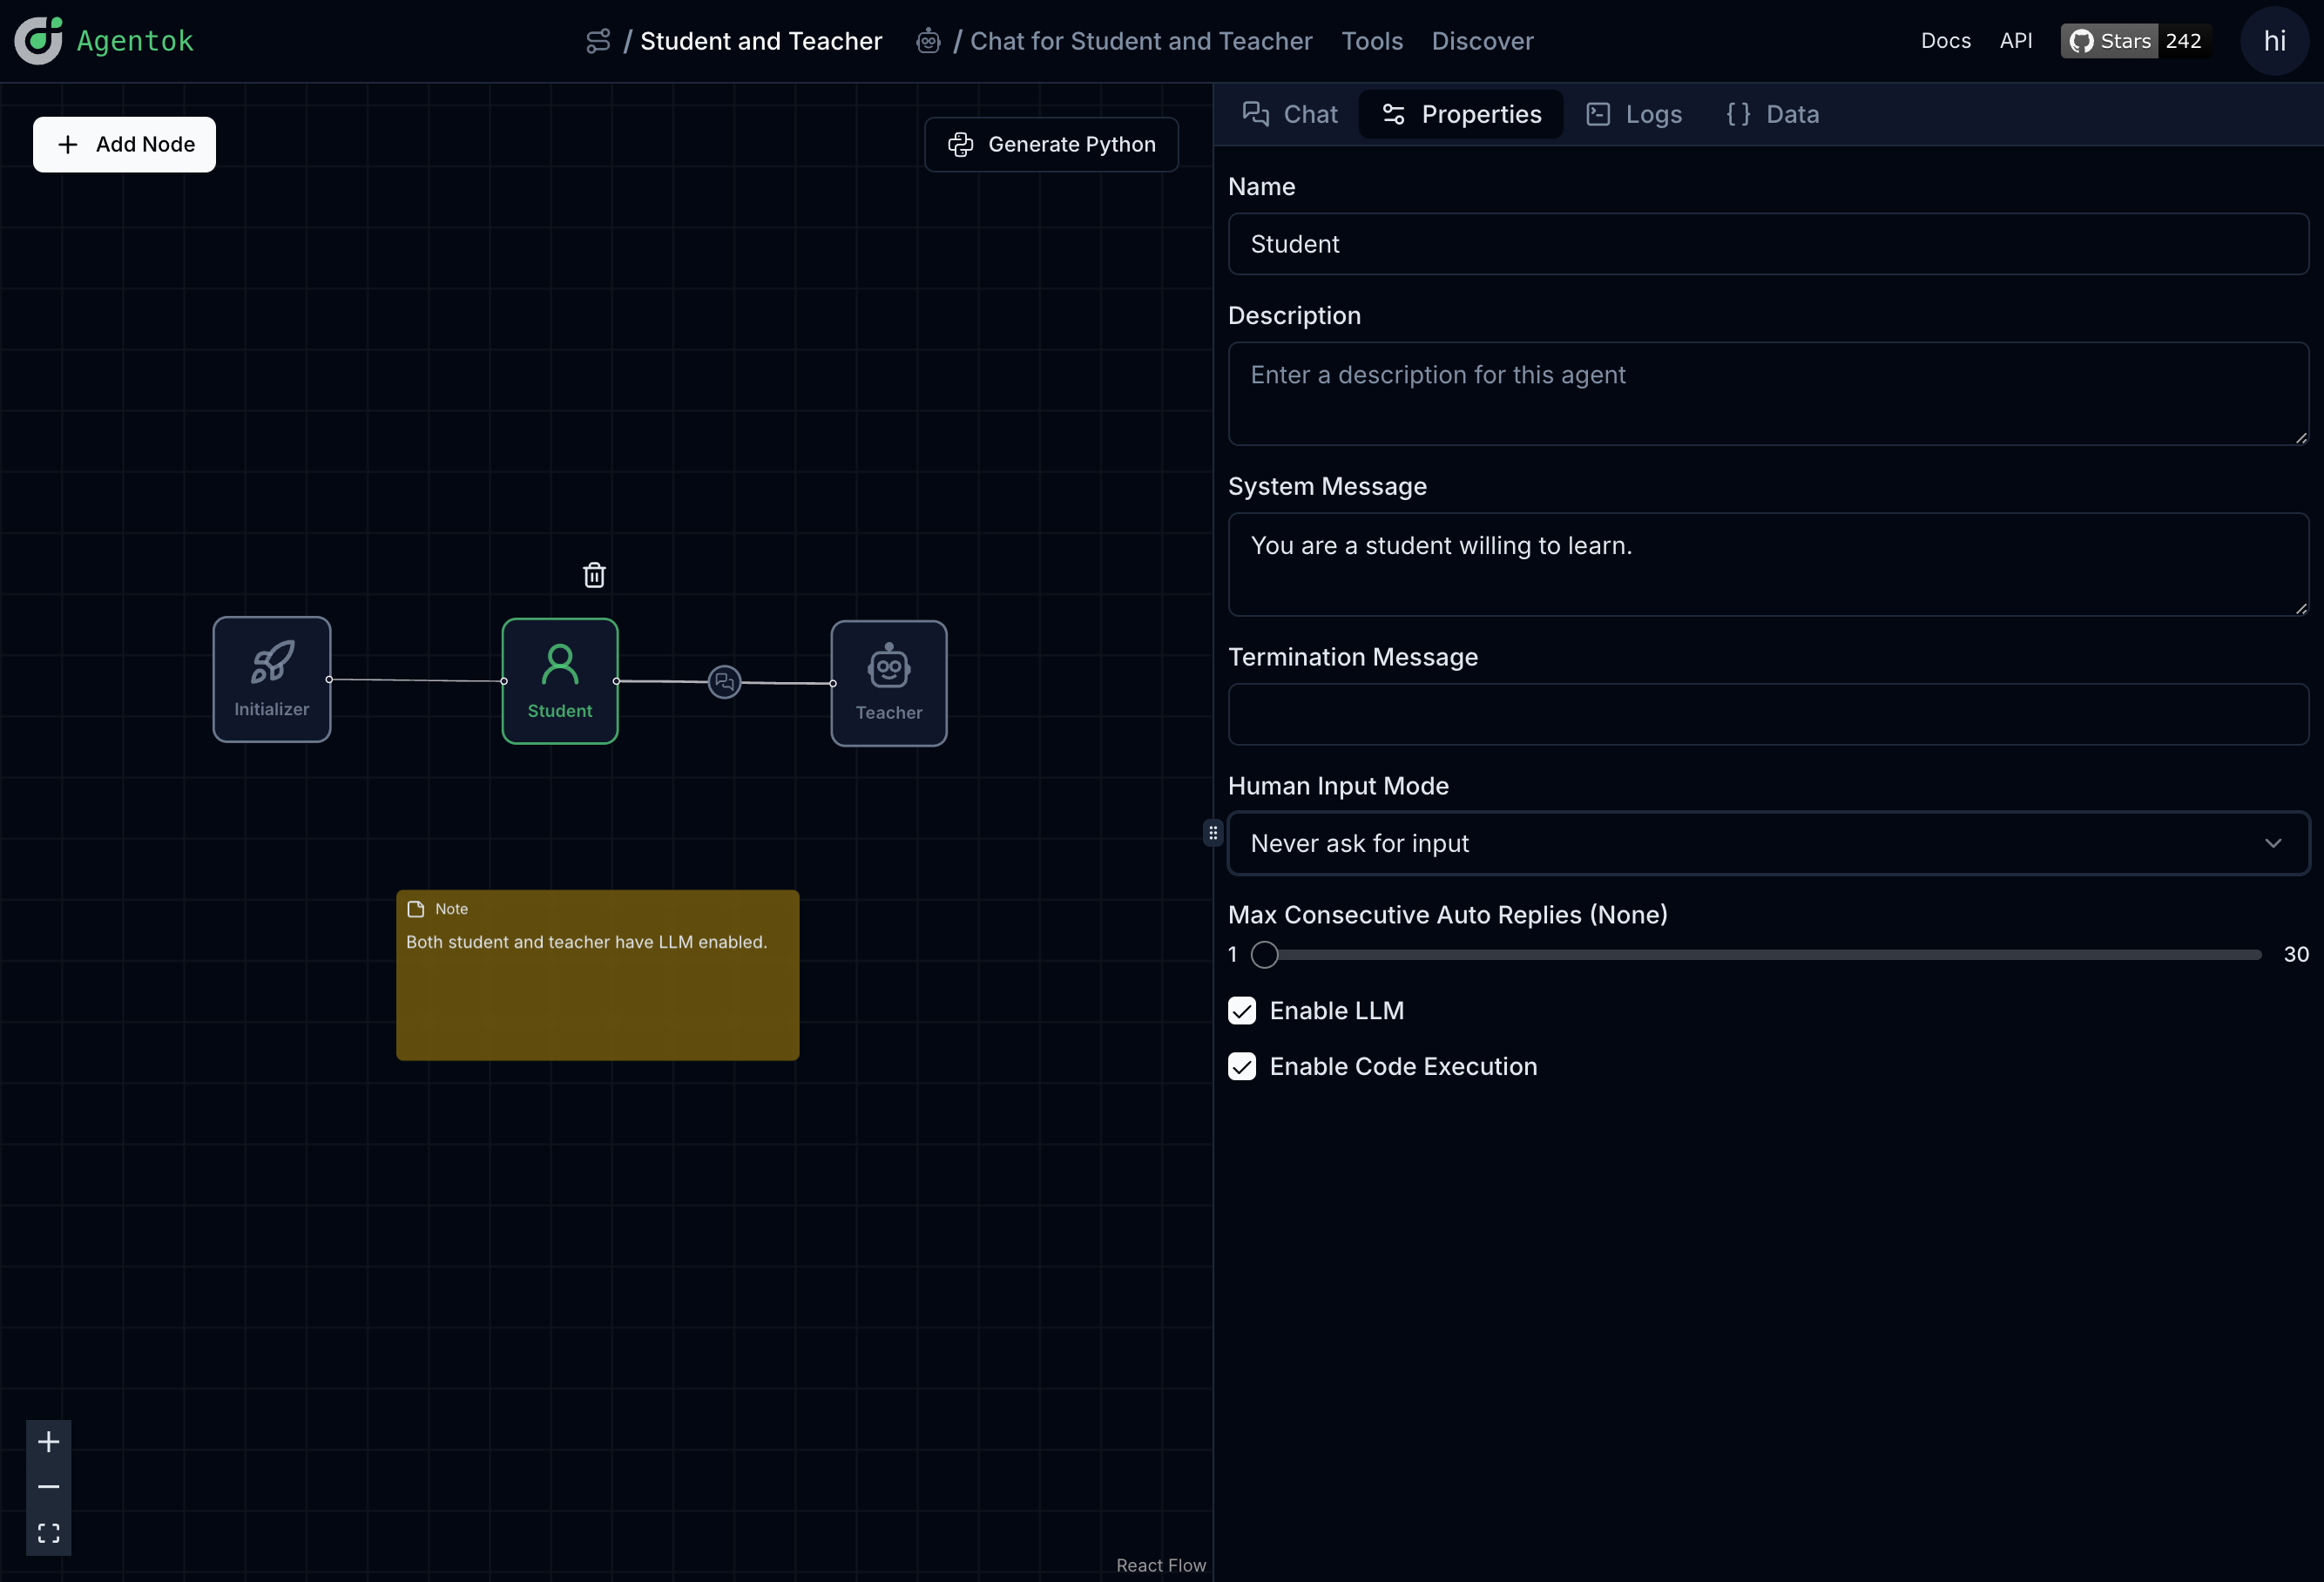 Agentok
/ Student and Teacher
/ Chat for Student and Teacher
Tools
Discover
Docs
API
Stars 242
hi
Add Node
Generate Python
Initializer
Student
Teacher
Note
Both student and teacher have LLM enabled.
React Flow
Chat
Properties
Logs
Data
Name
Student
Description
Enter a description for this agent
System Message
You are a student willing to learn.
Termination Message
Human Input Mode
Never ask for input
Max Consecutive Auto Replies (None)
1
30
Enable LLM
Enable Code Execution